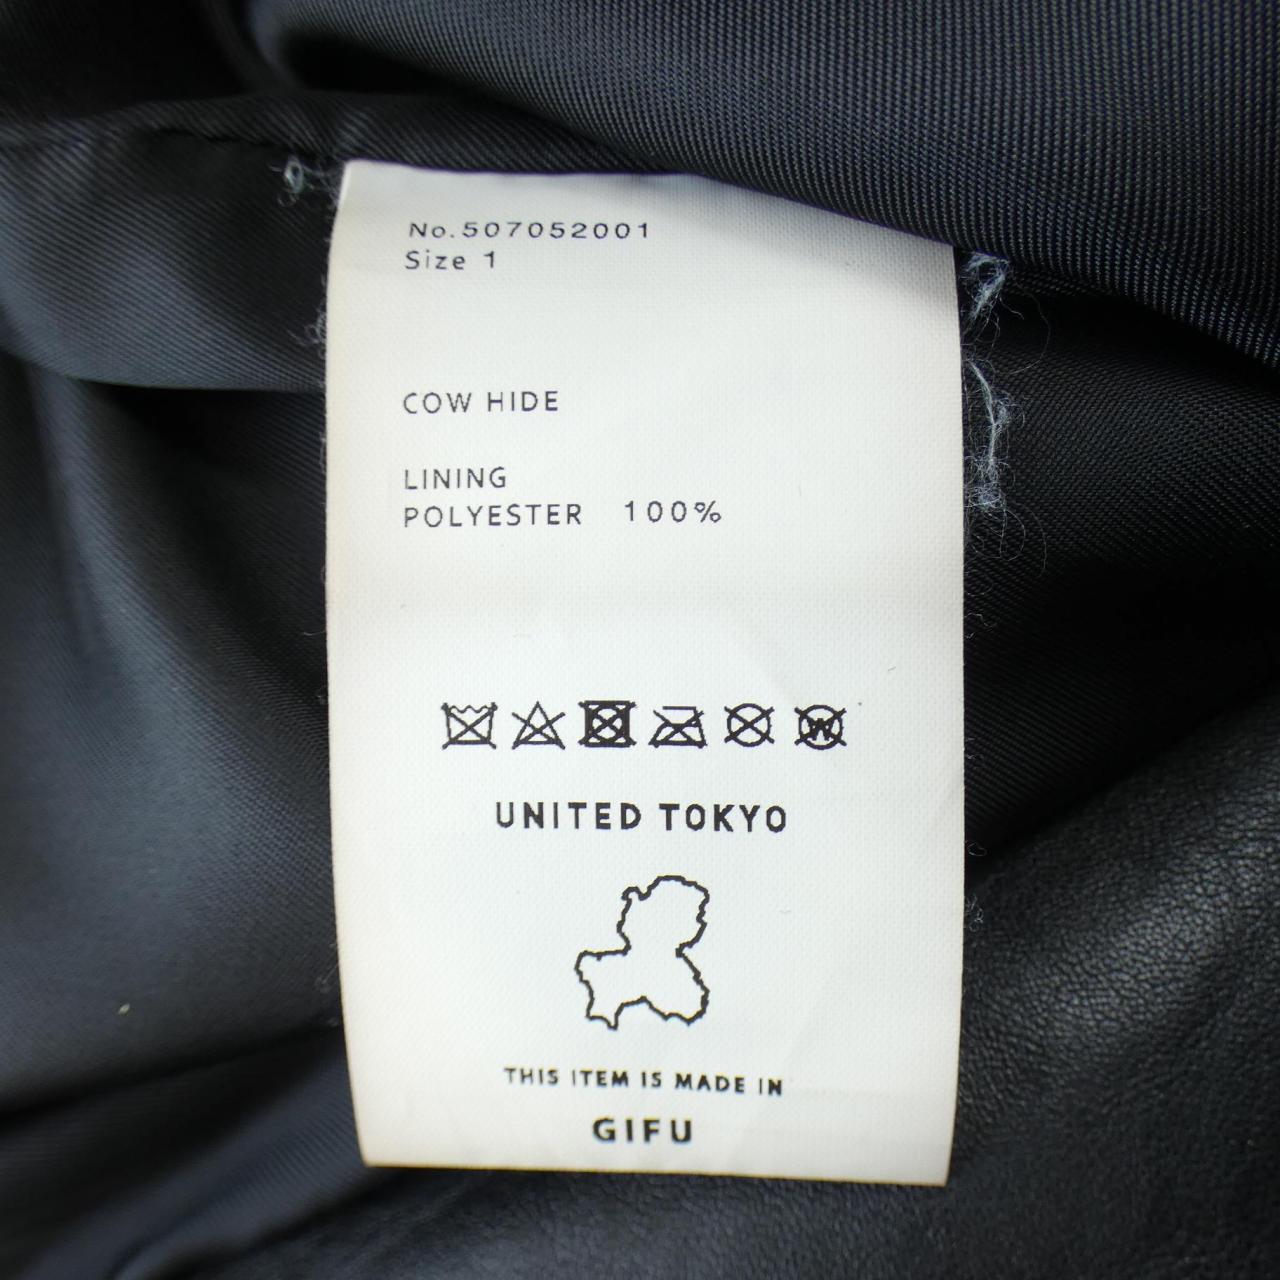 No.507052001
Size 1
COW HIDE
LINING
POLYESTER 100%
W
UNITED TOKYO
THIS ITEM IS MADE IN
GIFU